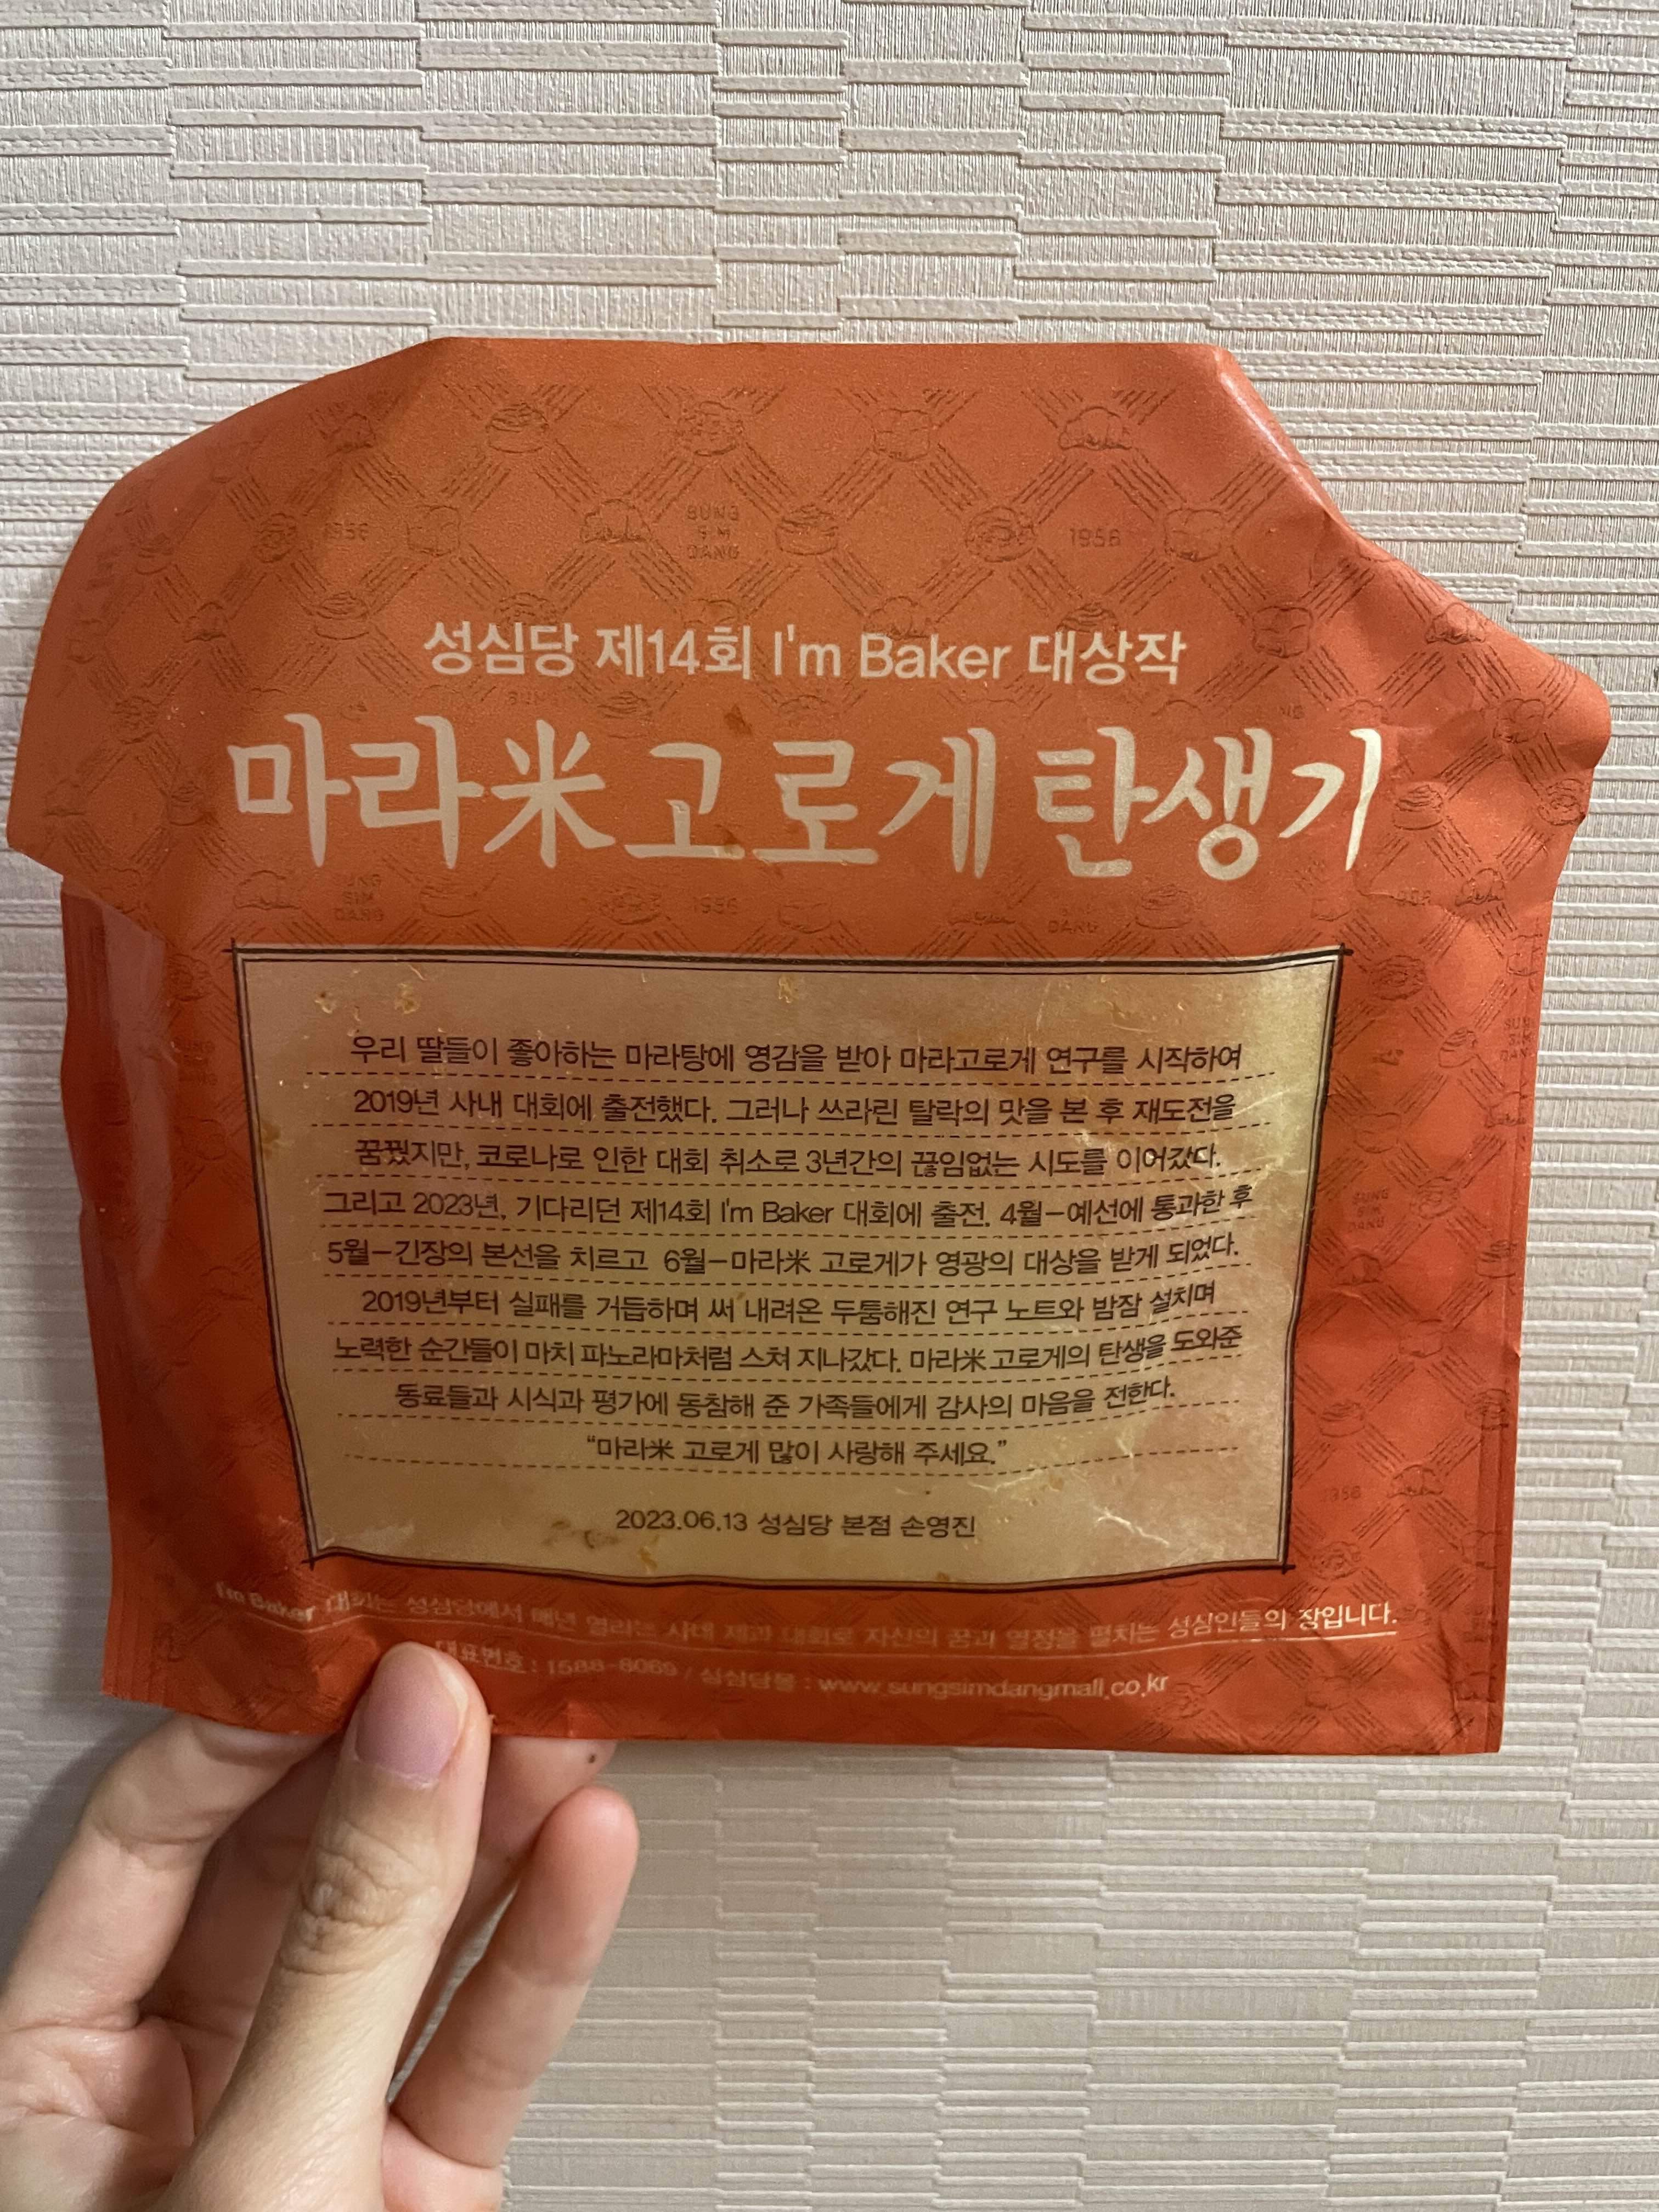 성심당 제14회 I'm Baker 대상작
마라米고로게 탄생기
우리 딸들이 좋아하는 마라탕에 영감을 받아 마라고로게 연구를 시작하여
2019년 사내 대회에 출전했다. 그러나 쓰라린 탈락의 맛을 본 후 재도전을
꿈꿨지만, 코로나로 인한 대회 취소로 3년간의 끊임없는 시도를 이어갔다.
그리고 2023년, 기다리던 제14회 I'm Baker 대회에 출전. 4월-예선에 통과한 후
5월-긴장의 본선을 치르고 6월-마라米 고로게가 영광의 대상을 받게 되었다.
2019년부터 실패를 거듭하며 써 내려온 두툼해진 연구 노트와 밤잠 설치며
노력한 순간들이 마치 파노라마처럼 스쳐 지나갔다. 마라米고로게의 탄생을 도와준
동료들과 시식과 평가에 동참해 준 가족들에게 감사의 마음을 전한다.
“마라米 고로게 많이 사랑해 주세요.”
2023.06.13 성심당 본점 손영진
I'm Baker 대회는 성심당에서 매년 열리는 사내 제과 대회로 자신의 꿈과 열정을 펼치는 성심인들의 장입니다.
대표번호 : 1588-8069 / 성심당몰 : www.sungsimdangmall.co.kr
SUNG
SIM
DANG
1956